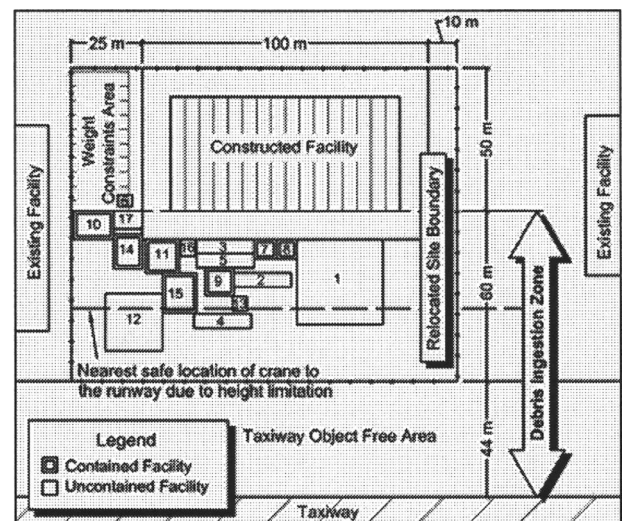 10 m
25 m
100 m
Weight
Constraints Area
Constructed Facility
50 m
Existing Facility
Existing Facility
Relocated Site Boundary
10
17
14
11
16
3
7
8
5
9
2
1
15
13
12
4
60 m
Debris Ingestion Zone
Nearest safe location of crane to
the runway due to height limitation
44 m
Legend
Contained Facility
Uncontained Facility
Taxiway Object Free Area
Taxiway